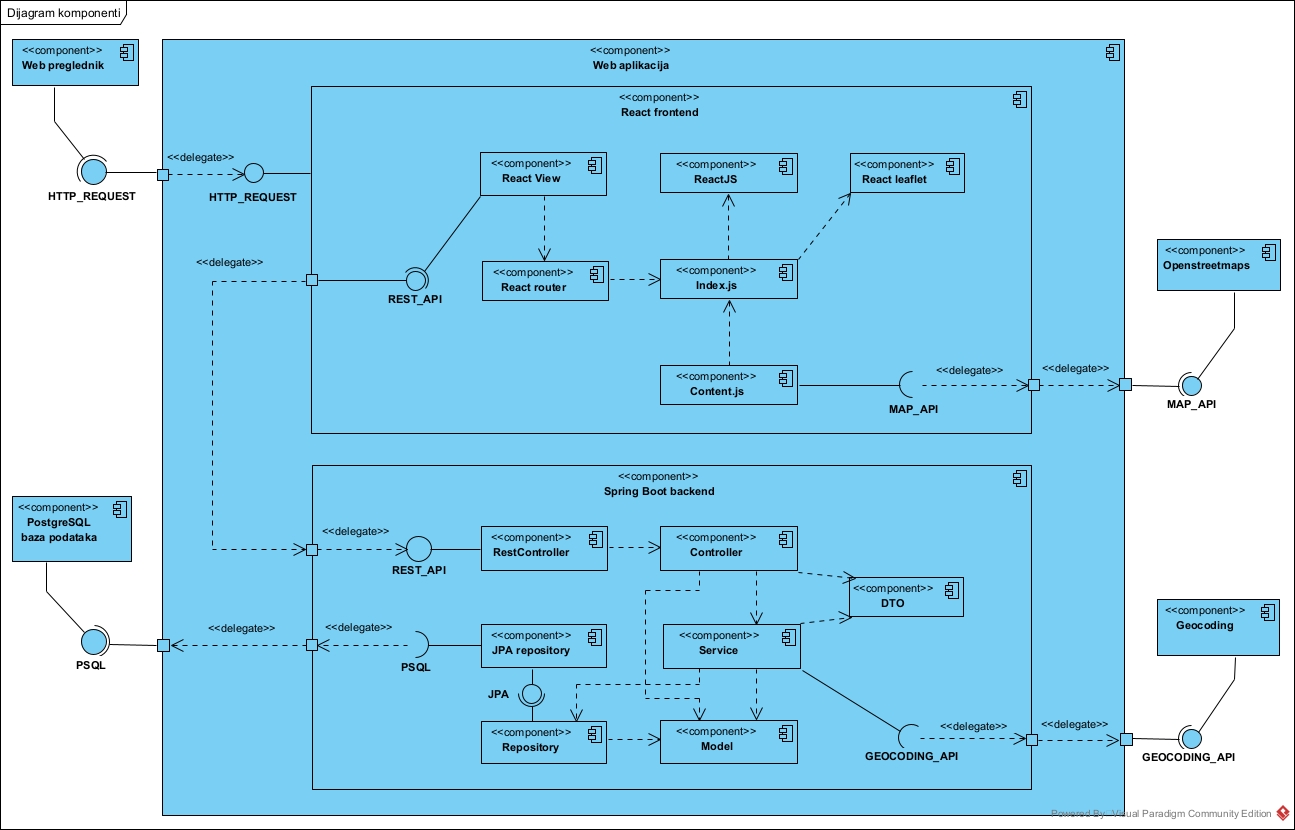 Dijagram komponenti
<<component>>
Web preglednik
HTTP_REQUEST
<<component>>
Web aplikacija
<<delegate>>
HTTP_REQUEST
<<component>>
React frontend
<<component>>
React View
<<component>>
ReactJS
<<component>>
React leaflet
<<delegate>>
REST_API
<<component>>
React router
<<component>>
Index.js
<<component>>
Content.js
MAP_API
<<delegate>>
<<delegate>>
<<component>>
Openstreetmaps
MAP_API
<<component>>
Spring Boot backend
<<component>>
PostgreSQL
baza podataka
PSQL
<<delegate>>
REST_API
<<component>>
RestController
<<component>>
Controller
<<component>>
DTO
<<delegate>>
<<delegate>>
PSQL
<<component>>
JPA repository
<<component>>
Service
JPA
<<component>>
Repository
<<component>>
Model
GEOCODING_API
<<delegate>>
<<delegate>>
<<component>>
Geocoding
GEOCODING_API
Powered By: Visual Paradigm Community Edition